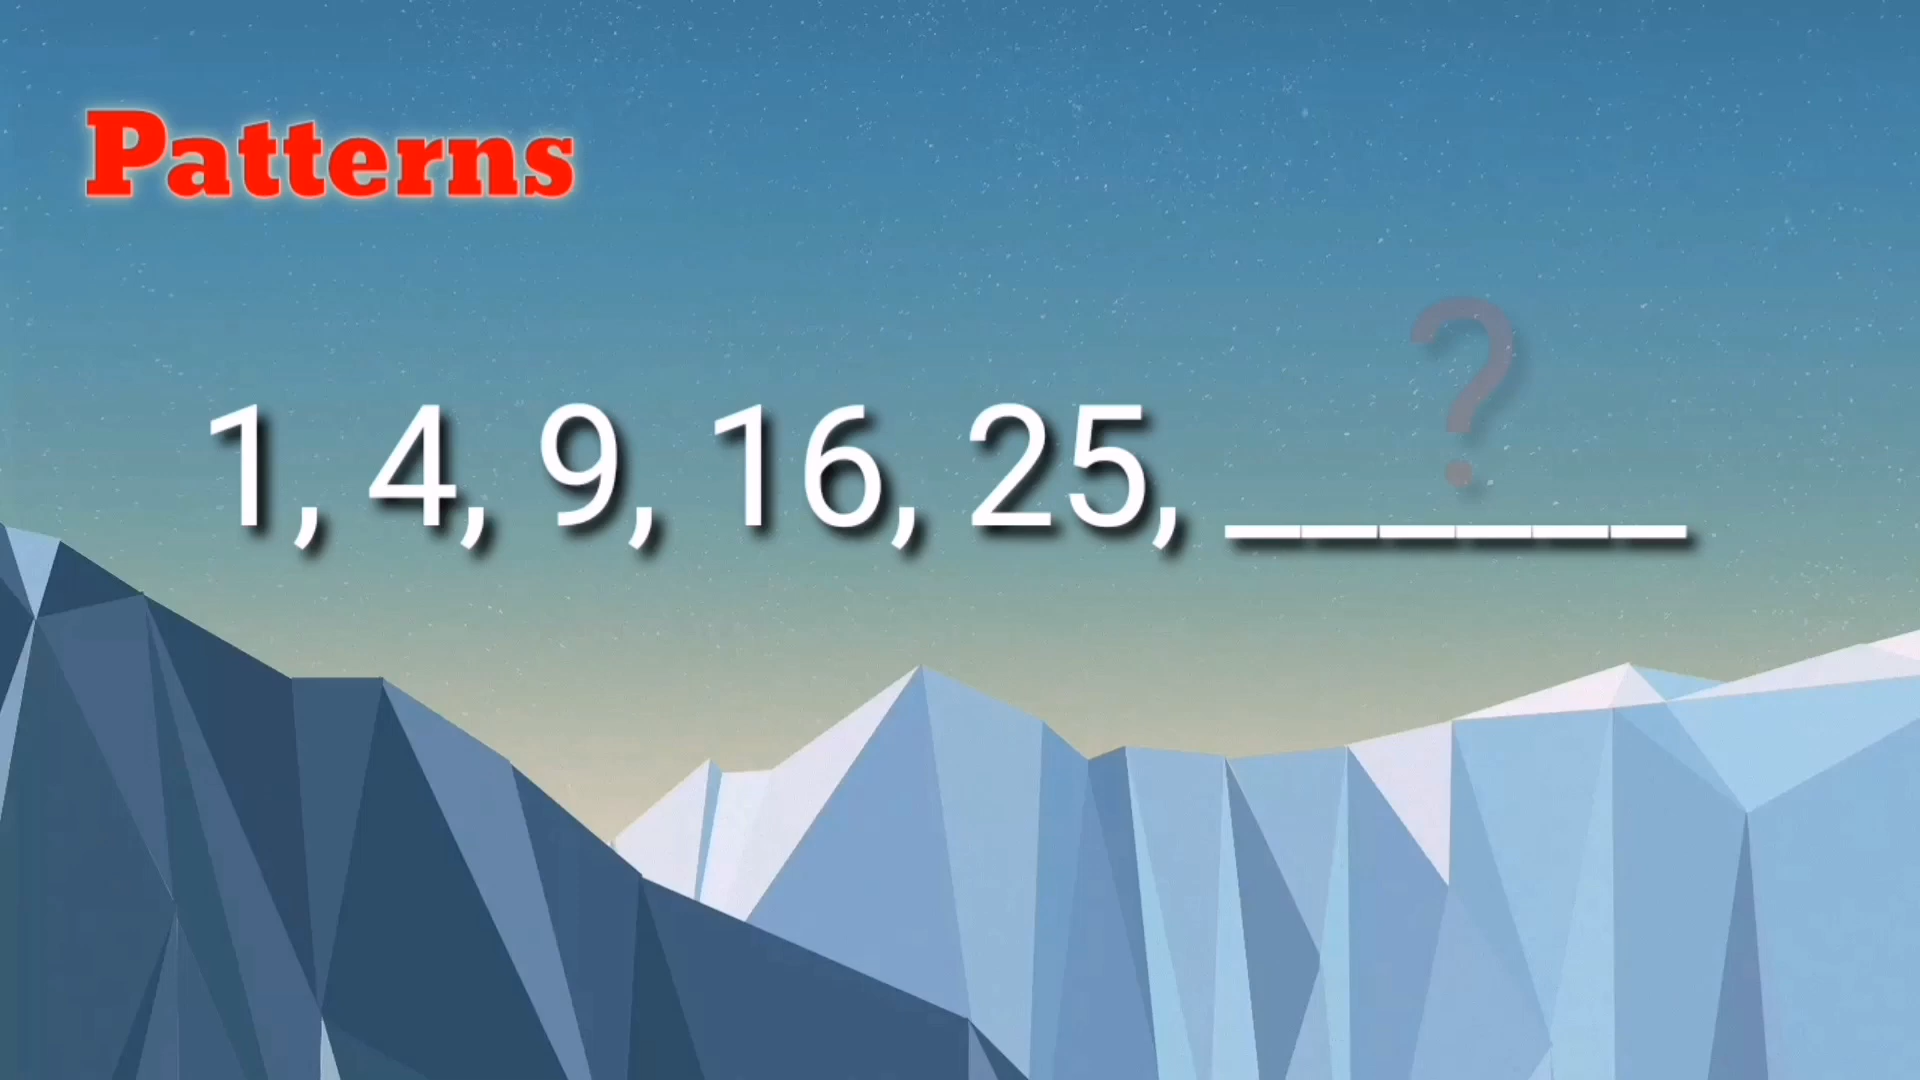 Patterns
?
1, 4, 9, 16, 25, ______